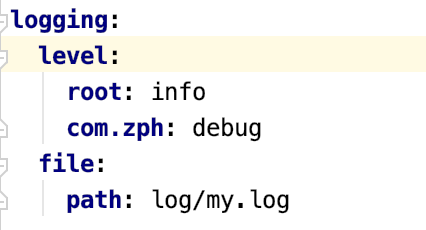 logging:
  level:
    root: info
    com.zph: debug
  file:
    path: log/my.log